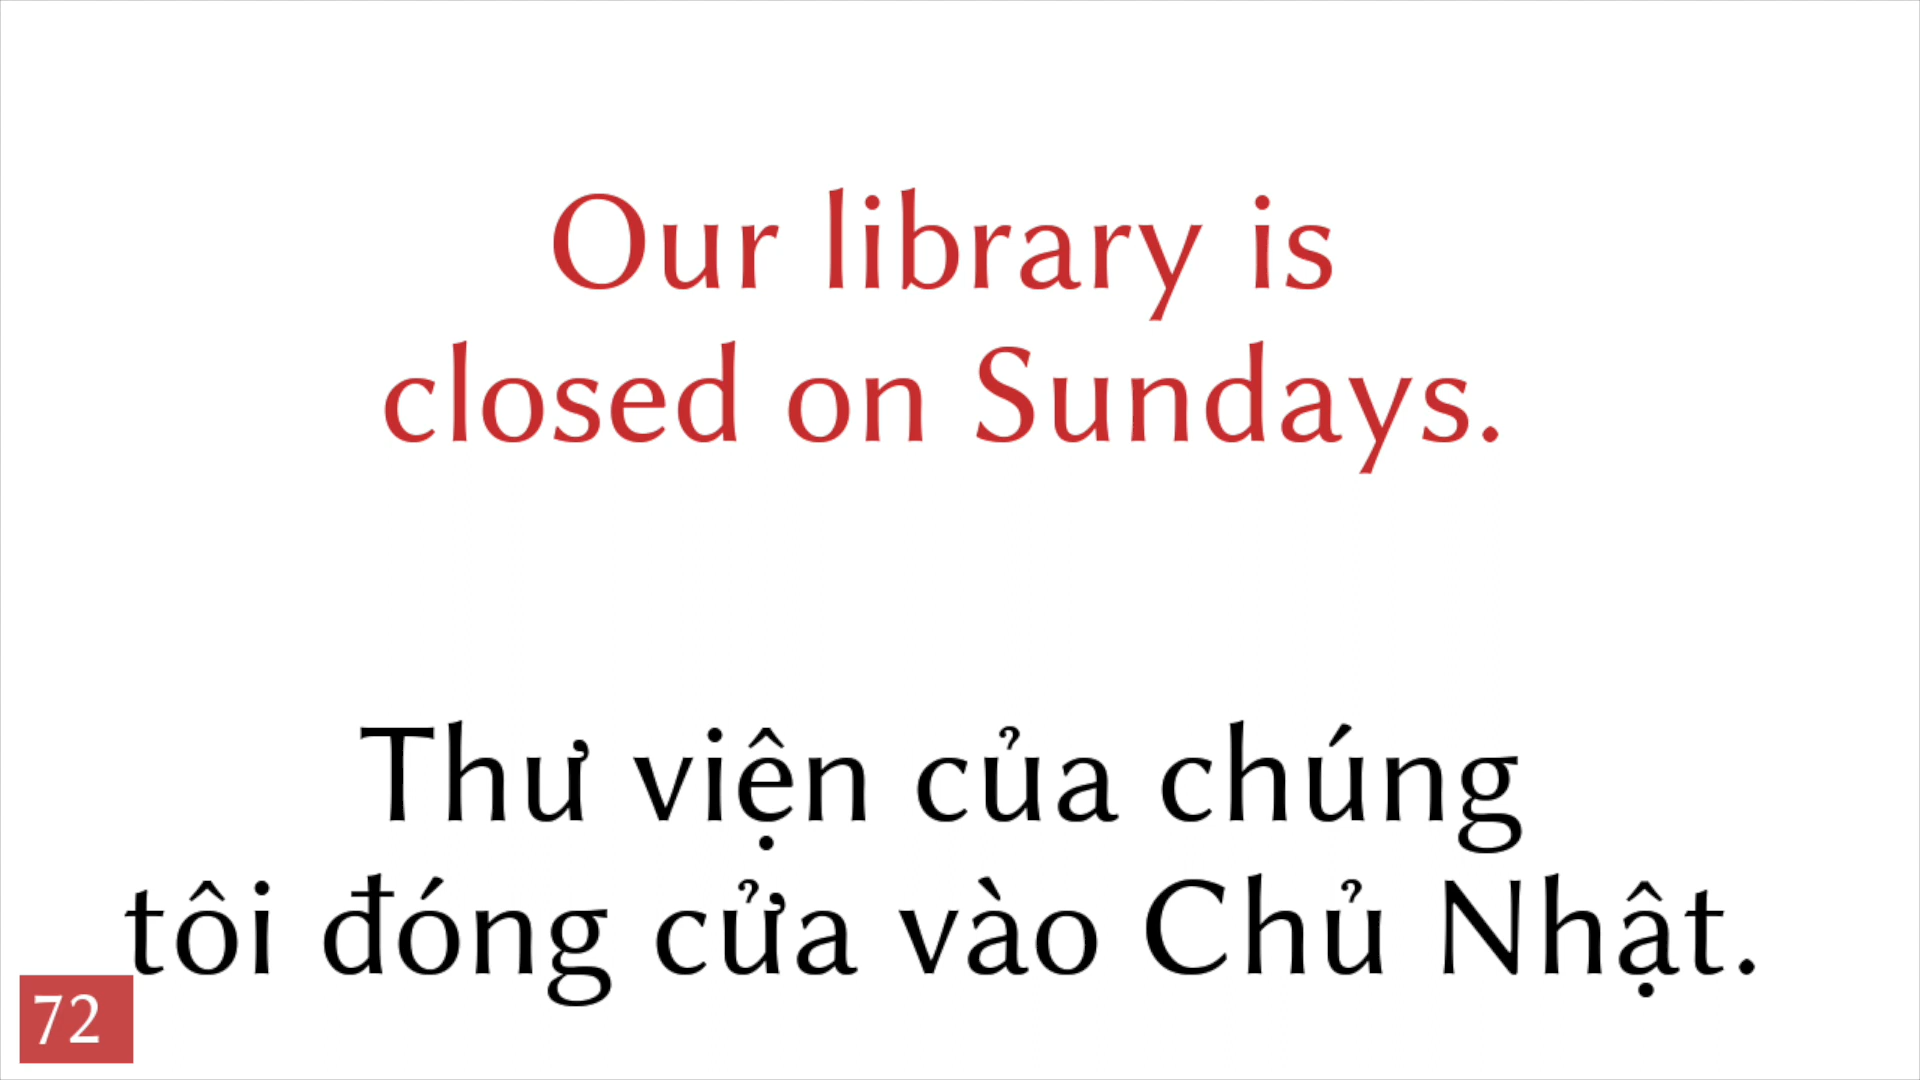 Our library is
closed on Sundays.
Thư viện của chúng
tôi đóng cửa vào Chủ Nhật.
72